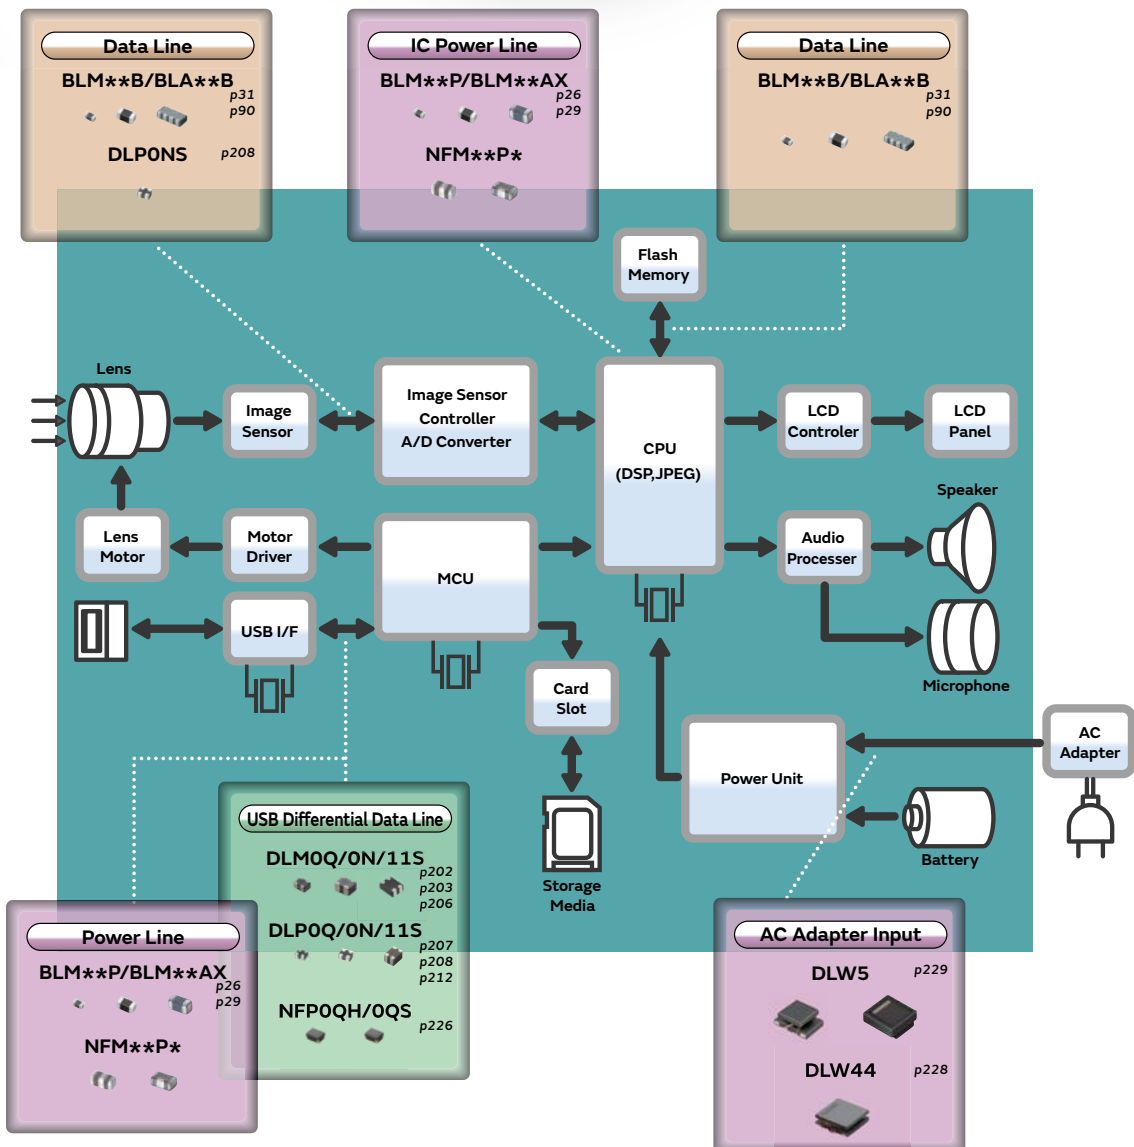 Data Line
BLM**B/BLA**B
p31
p90
DLP0NS p208
IC Power Line
BLM**P/BLM**AX
p26
p29
NFM**P*
Data Line
BLM**B/BLA**B
p31
p90
Flash
Memory
Lens
Image
Sensor
Image Sensor
Controller
A/D Converter
CPU
(DSP,JPEG)
LCD
Controler
LCD
Panel
Speaker
Lens
Motor
Motor
Driver
MCU
Audio
Processer
USB I/F
Microphone
Card
Slot
Power Unit
AC
Adapter
Battery
Storage
Media
USB Differential Data Line
DLM0Q/0N/11S
p202
p203
p206
DLP0Q/0N/11S
p207
p208
p212
NFP0QH/0QS
p226
Power Line
BLM**P/BLM**AX
p26
p29
NFM**P*
AC Adapter Input
DLW5 p229
DLW44 p228